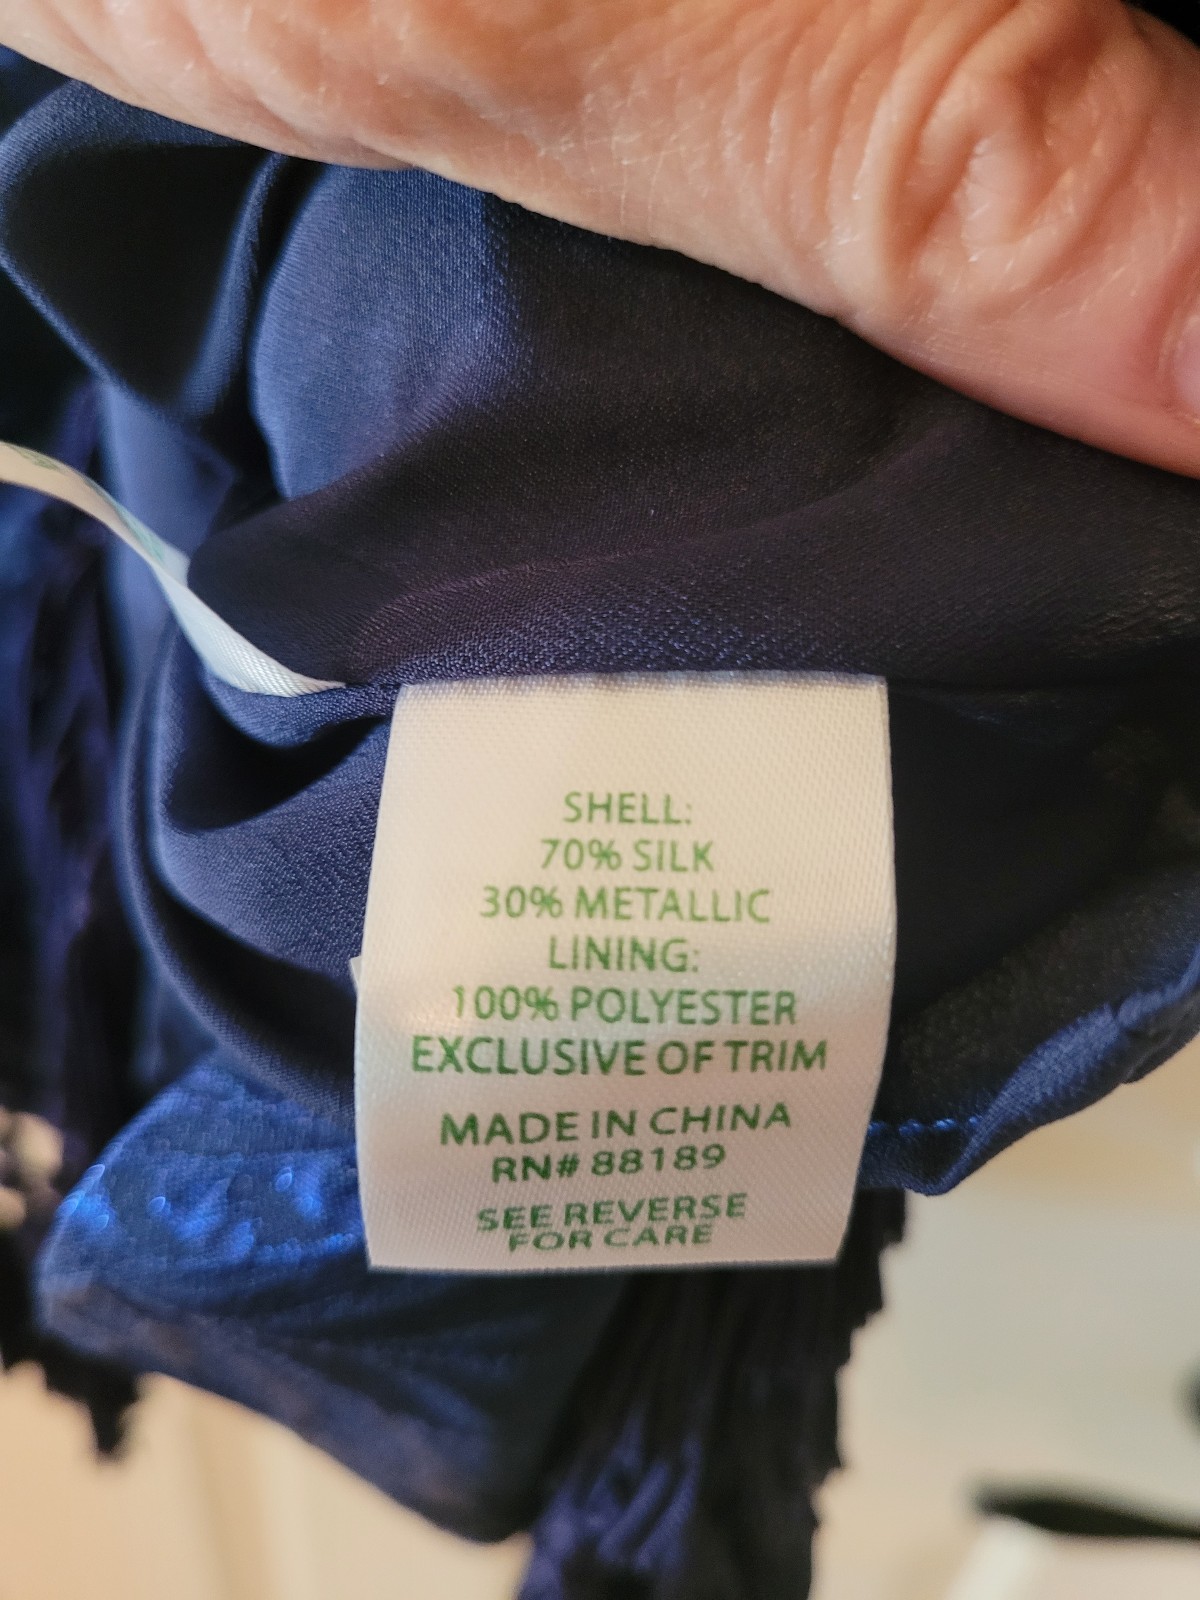 SHELL:
70% SILK
30% METALLIC
LINING:
100% POLYESTER
EXCLUSIVE OF TRIM
MADE IN CHINA
RN# 88189
SEE REVERSE
FOR CARE